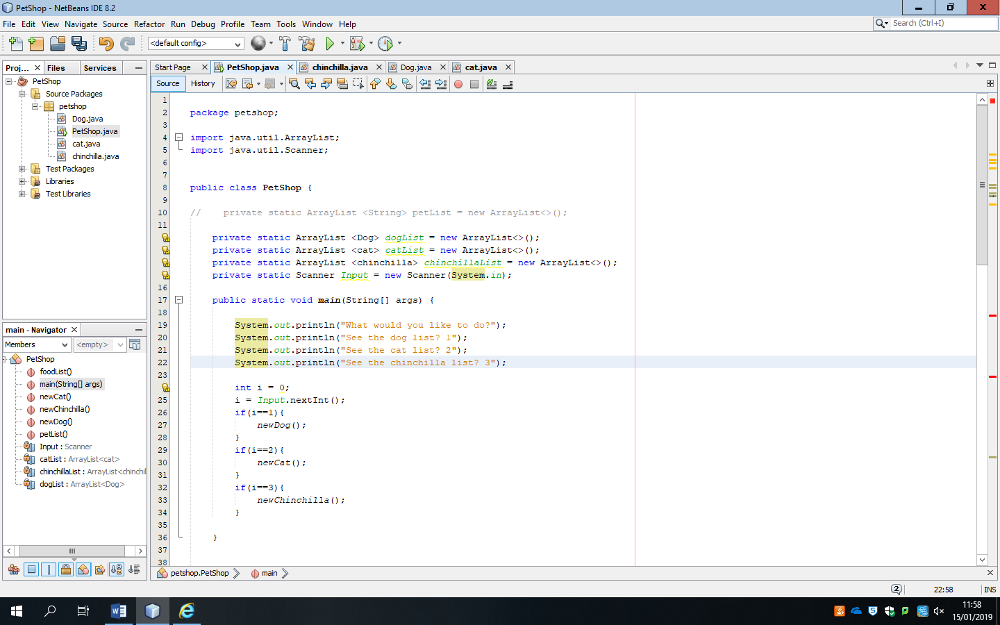 PetShop - NetBeans IDE 8.2
File Edit View Navigate Source Refactor Run Debug Profile Team Tools Window Help
Search (Ctrl+I)
<default config>
Proj... Files Services
PetShop
Source Packages
petshop
Dog.java
PetShop.java
cat.java
chinchilla.java
Test Packages
Libraries
Test Libraries
main - Navigator
Members <empty>
PetShop
foodList()
main(String[] args)
newCat()
newChinchilla()
newDog()
petList()
Input : Scanner
catList : ArrayList<cat>
chinchillaList : ArrayList<chinchil
dogList : ArrayList<Dog>
Start Page PetShop.java chinchilla.java Dog.java cat.java
Source History
1
2 package petshop;
3
4 import java.util.ArrayList;
5 import java.util.Scanner;
6
7
8 public class PetShop {
9
10 // private static ArrayList <String> petList = new ArrayList<>();
11
private static ArrayList <Dog> dogList = new ArrayList<>();
private static ArrayList <cat> catList = new ArrayList<>();
private static ArrayList <chinchilla> chinchillaList = new ArrayList<>();
private static Scanner Input = new Scanner(System.in);
16
17 public static void main(String[] args) {
18
19 System.out.println("What would you like to do?");
20 System.out.println("See the dog list? 1");
21 System.out.println("See the cat list? 2");
22 System.out.println("See the chinchilla list? 3");
23
int i = 0;
25 i = Input.nextInt();
26 if(i==1){
27 newDog();
28 }
29 if(i==2){
30 newCat();
31 }
32 if(i==3){
33 newChinchilla();
34 }
35
36 }
37
38
petshop.PetShop main
2 22:58 INS
11:58
15/01/2019